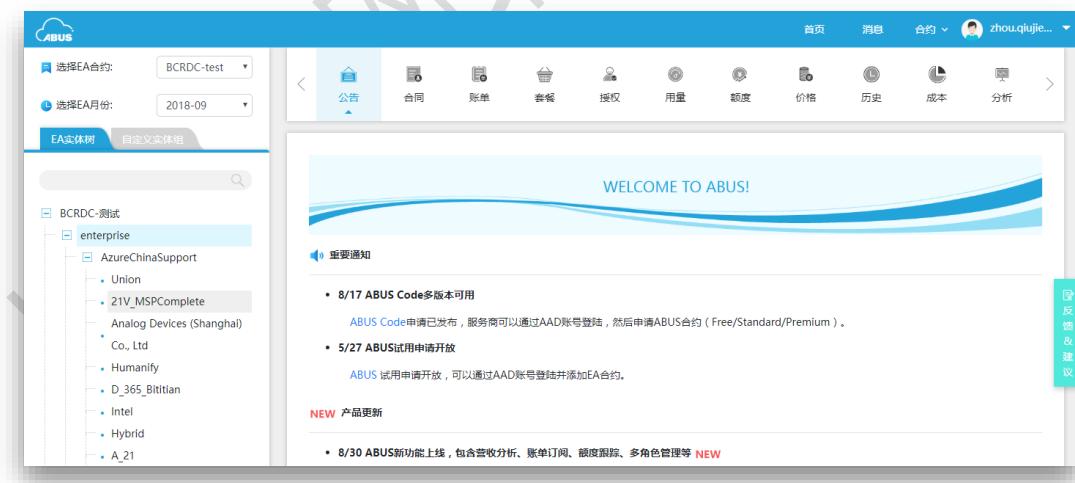 ABUS
首页 消息 合约 zhou.qiujie...
选择EA合约: BCRDC-test
选择EA月份: 2018-09
EA实体树 自定义实体组
公告 合同 账单 套餐 授权 用量 额度 价格 历史 成本 分析
BCRDC-测试
enterprise
AzureChinaSupport
Union
21V_MSPComplete
Analog Devices (Shanghai)
Co., Ltd
Humanify
D_365_Bititian
Intel
Hybrid
A_21
WELCOME TO ABUS!
重要通知
8/17 ABUS Code多版本可用
ABUS Code申请已发布，服务商可以通过AAD账号登陆，然后申请ABUS合约（Free/Standard/Premium）。
5/27 ABUS试用申请开放
ABUS 试用申请开放，可以通过AAD账号登陆并添加EA合约。
NEW 产品更新
8/30 ABUS新功能上线，包含营收分析、账单订阅、额度跟踪、多角色管理等 NEW
反馈&建议